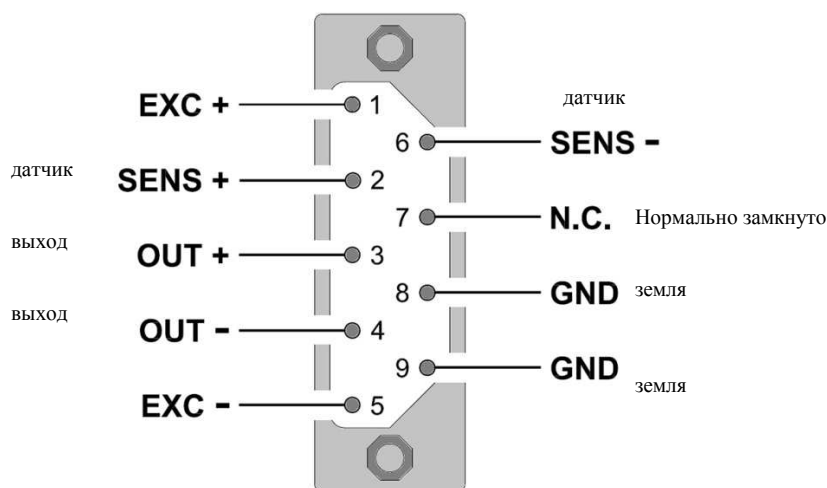 EXC + 1
датчик
6 SENS -
датчик SENS + 2
7 N.C. Нормально замкнуто
выход OUT + 3
8 GND земля
выход OUT - 4
9 GND земля
EXC - 5